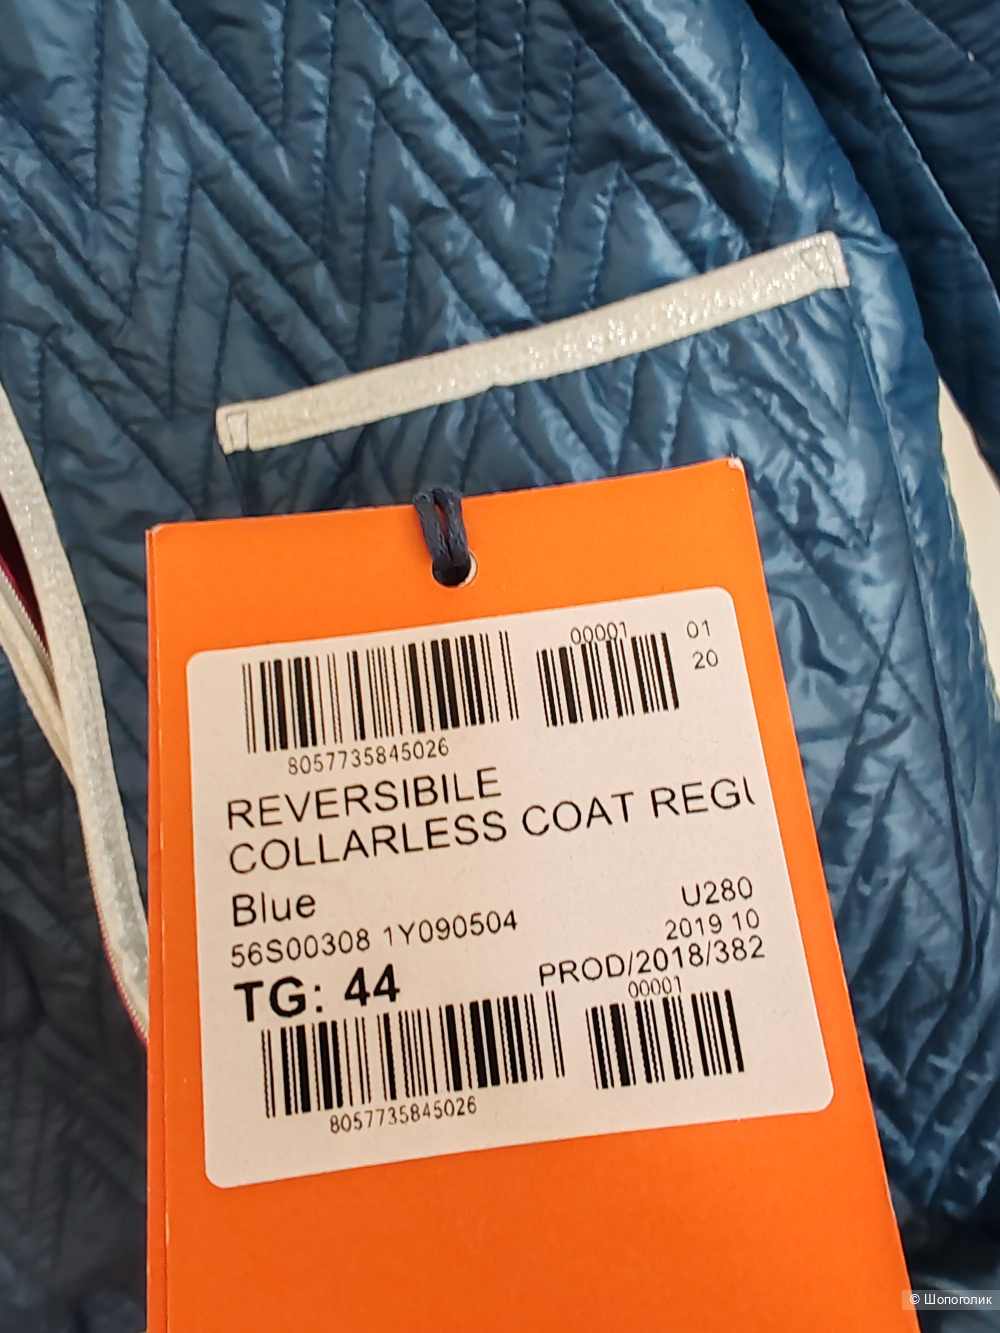 00001 01
20
8057735845026
REVERSIBILE
COLLARLESS COAT REGU
Blue U280
56S00308 1Y090504 2019 10
TG: 44 PROD/2018/382
00001
8057735845026
© Шопоголик